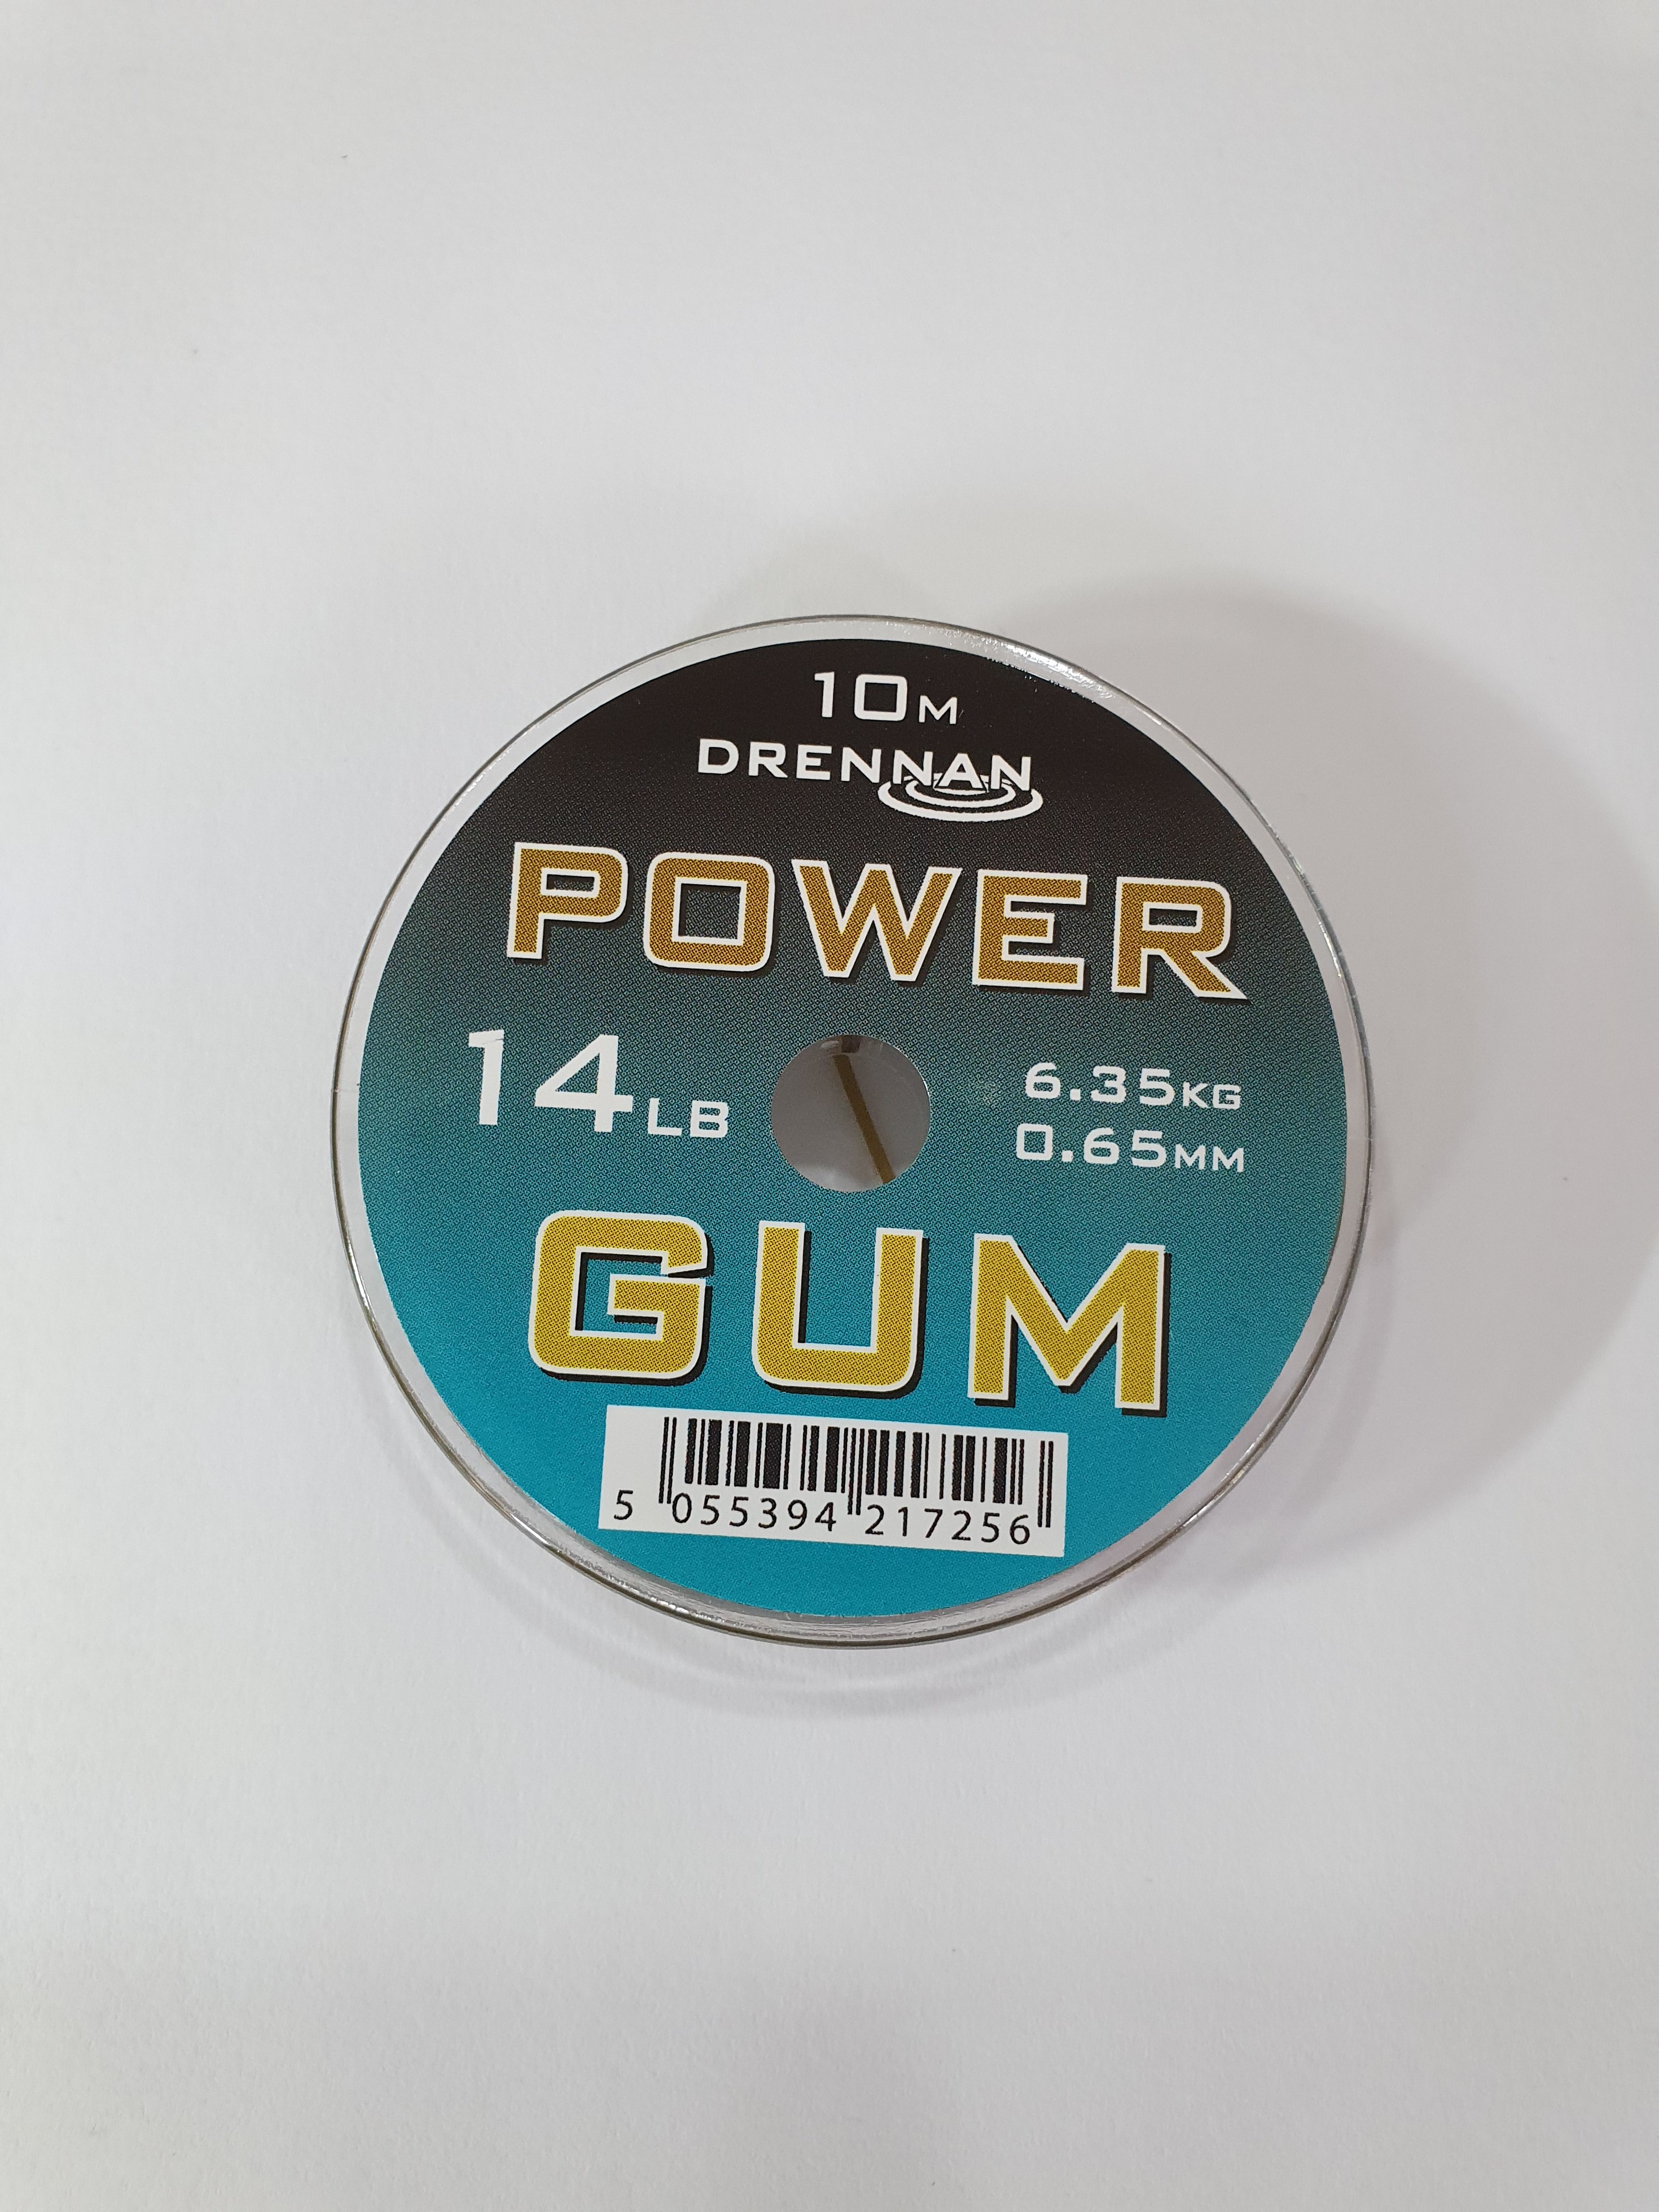 10M
DRENNAN
POWER
14LB
6.35KG
0.65MM
GUM
5 055394 217256